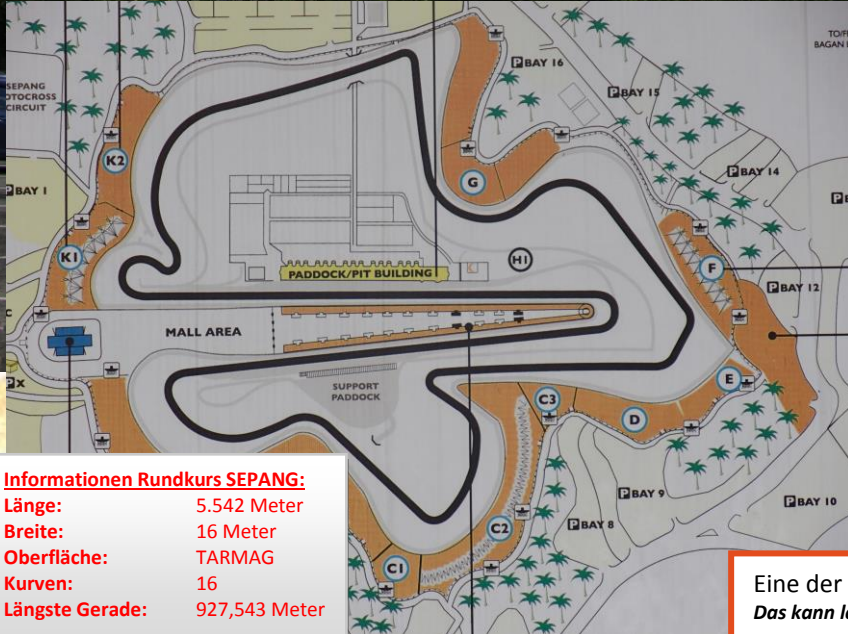 TO/F
BAGAN
BAY 16
BAY 15
SEPANG
OTOCROSS
CIRCUIT
K2
BAY 14
G
P BAY 1
K1
H1
F
PADDOCK/PIT BUILDING
P BAY 12
MALL AREA
C
Px
SUPPORT
PADDOCK
E
C3
D
P BAY 9
P BAY 10
P BAY 8
C2
C1
Informationen Rundkurs SEPANG:
Länge: 5.542 Meter
Breite: 16 Meter
Oberfläche: TARMAG
Kurven: 16
Längste Gerade: 927,543 Meter
Eine der
Das kann